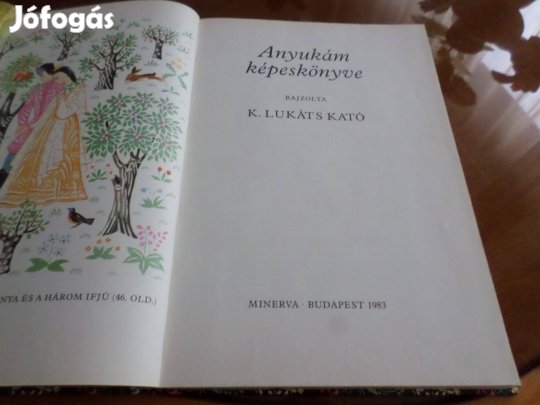 Jófogás
NYA ÉS A HÁROM IFJÚ (46. OLD.)
Anyukám
képeskönyve
RAJZOLTA
K. LUKÁTS KATÓ
MINERVA · BUDAPEST 1983